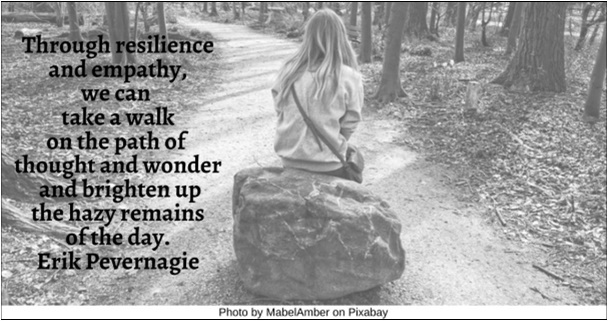 Through resilience
and empathy,
we can
take a walk
on the path of
thought and wonder
and brighten up
the hazy remains
of the day.
Erik Pevernagie
Photo by MabelAmber on Pixabay